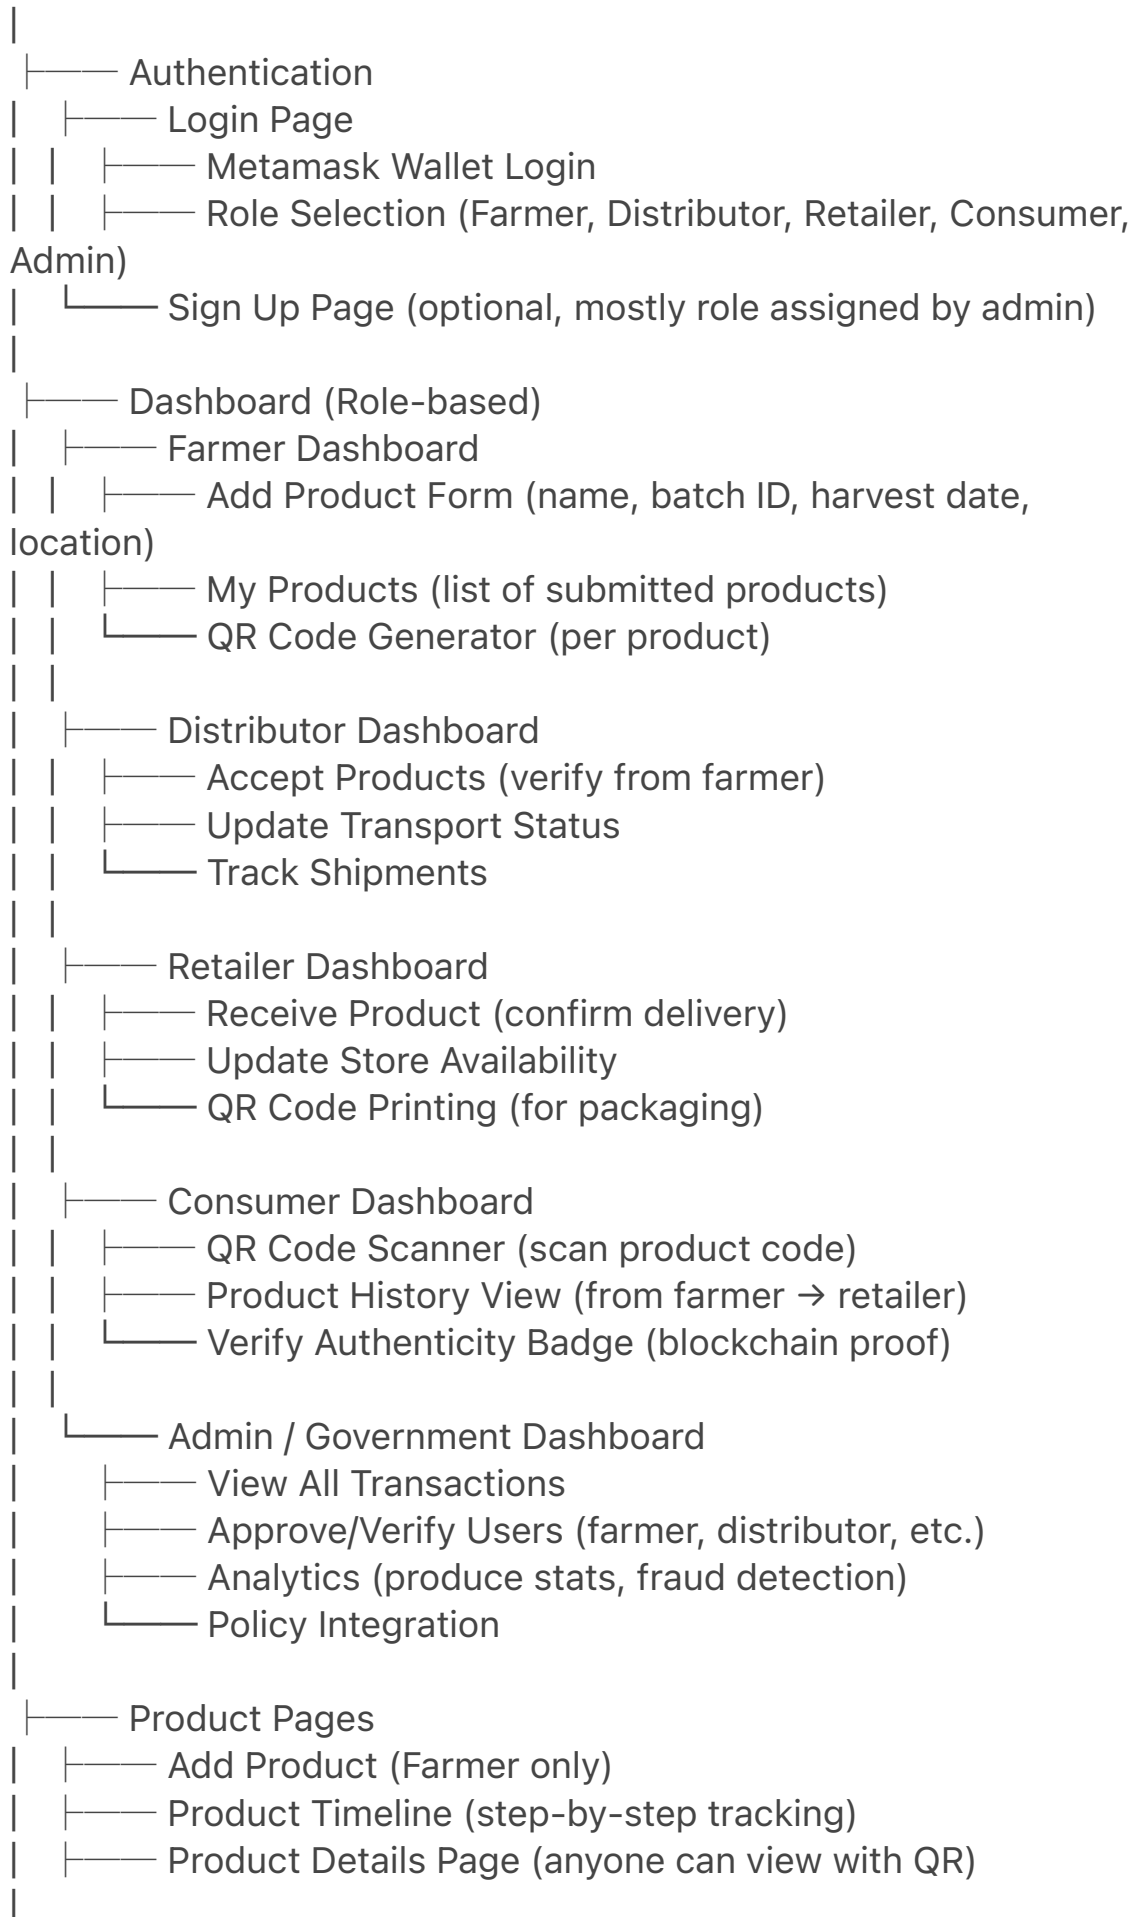 |
├── Authentication
| ├── Login Page
| | ├── Metamask Wallet Login
| | ├── Role Selection (Farmer, Distributor, Retailer, Consumer,
Admin)
| └── Sign Up Page (optional, mostly role assigned by admin)
|
├── Dashboard (Role-based)
| ├── Farmer Dashboard
| | ├── Add Product Form (name, batch ID, harvest date,
location)
| | ├── My Products (list of submitted products)
| | └── QR Code Generator (per product)
| |
| ├── Distributor Dashboard
| | ├── Accept Products (verify from farmer)
| | ├── Update Transport Status
| | └── Track Shipments
| |
| ├── Retailer Dashboard
| | ├── Receive Product (confirm delivery)
| | ├── Update Store Availability
| | └── QR Code Printing (for packaging)
| |
| ├── Consumer Dashboard
| | ├── QR Code Scanner (scan product code)
| | ├── Product History View (from farmer → retailer)
| | └── Verify Authenticity Badge (blockchain proof)
| |
| └── Admin / Government Dashboard
| ├── View All Transactions
| ├── Approve/Verify Users (farmer, distributor, etc.)
| ├── Analytics (produce stats, fraud detection)
| └── Policy Integration
|
├── Product Pages
| ├── Add Product (Farmer only)
| ├── Product Timeline (step-by-step tracking)
| ├── Product Details Page (anyone can view with QR)
|